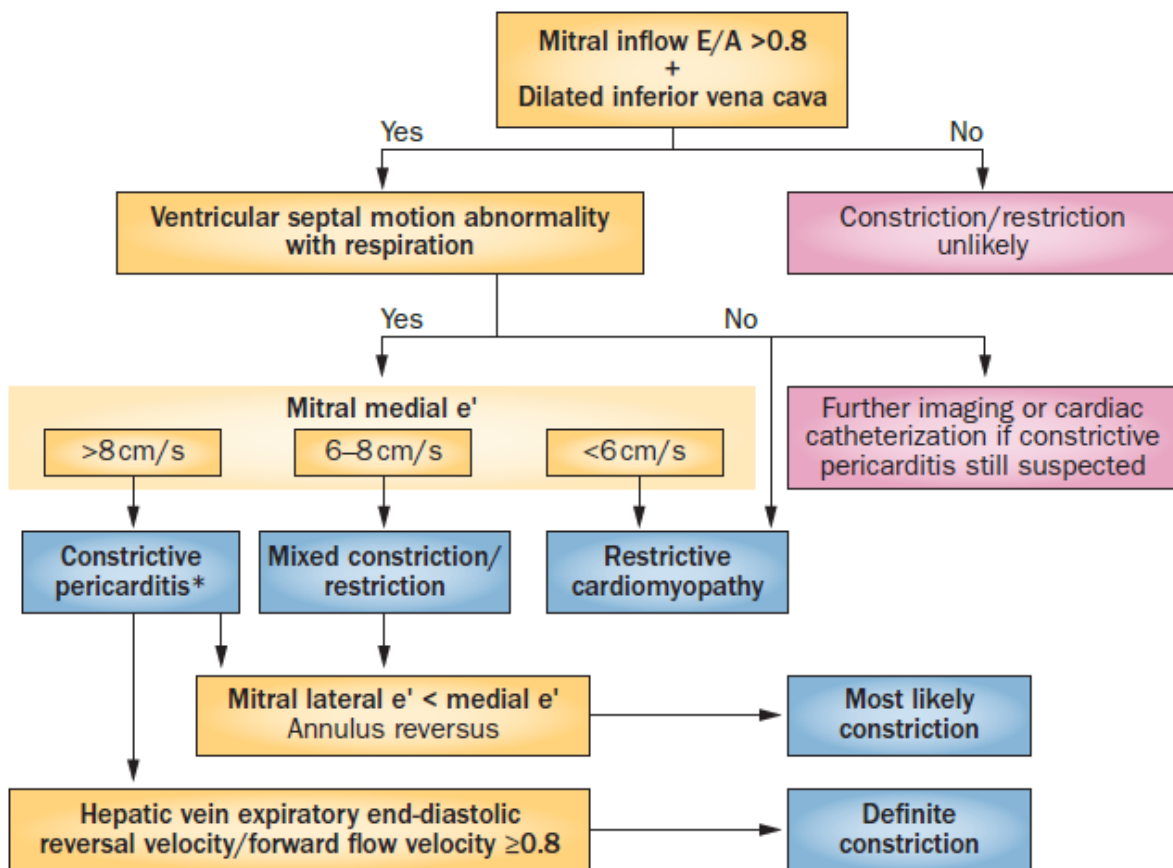 Mitral inflow E/A >0.8
+
Dilated inferior vena cava
Yes
No
Ventricular septal motion abnormality
with respiration
Constriction/restriction
unlikely
Yes
No
Mitral medial e'
>8 cm/s
6–8 cm/s
<6 cm/s
Further imaging or cardiac
catheterization if constrictive
pericarditis still suspected
Constrictive
pericarditis*
Mixed constriction/
restriction
Restrictive
cardiomyopathy
Mitral lateral e' < medial e'
Annulus reversus
Most likely
constriction
Hepatic vein expiratory end-diastolic
reversal velocity/forward flow velocity ≥0.8
Definite
constriction